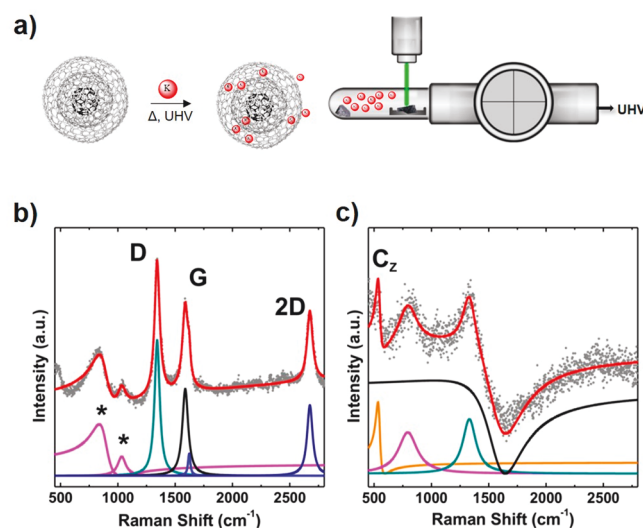 a)
K
Δ, UHV
UHV
b)
D
G
2D
*
*
Intensity (a.u.)
500 1000 1500 2000 2500
Raman Shift (cm⁻¹)
c)
C_Z
Intensity (a.u.)
500 1000 1500 2000 2500
Raman Shift (cm⁻¹)